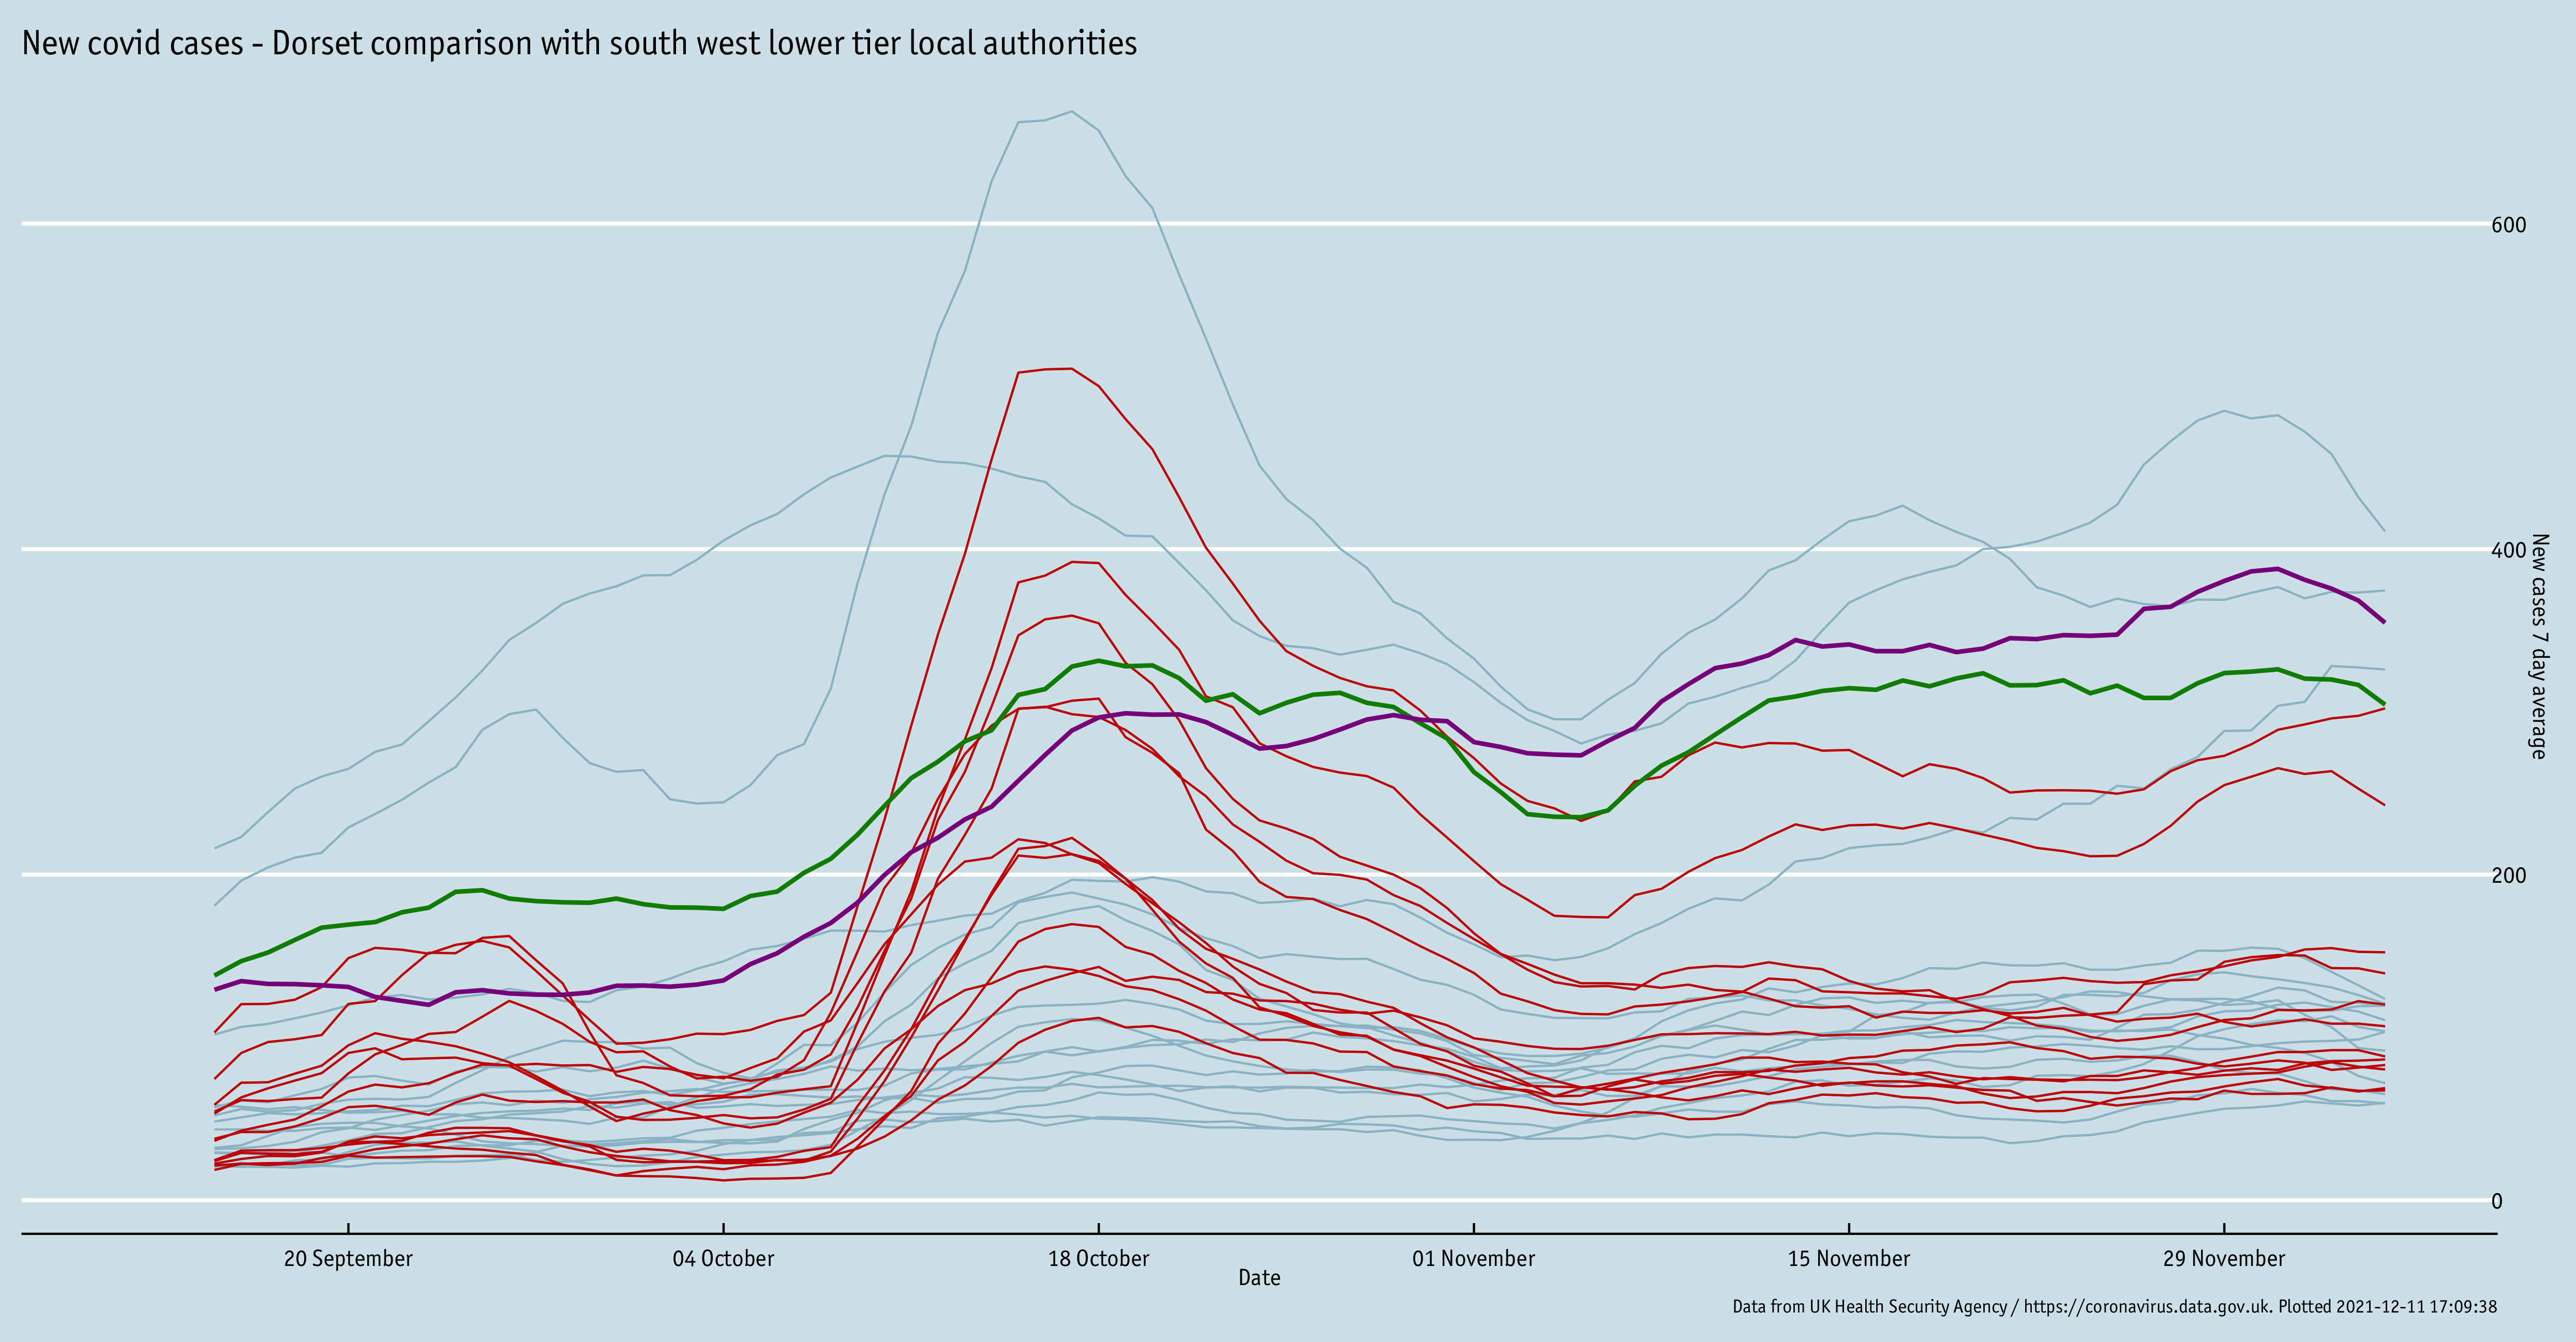 New covid cases - Dorset comparison with south west lower tier local authorities
600
400
200
0
New cases 7 day average
20 September
04 October
18 October
01 November
15 November
29 November
Date
Data from UK Health Security Agency / https://coronavirus.data.gov.uk. Plotted 2021-12-11 17:09:38